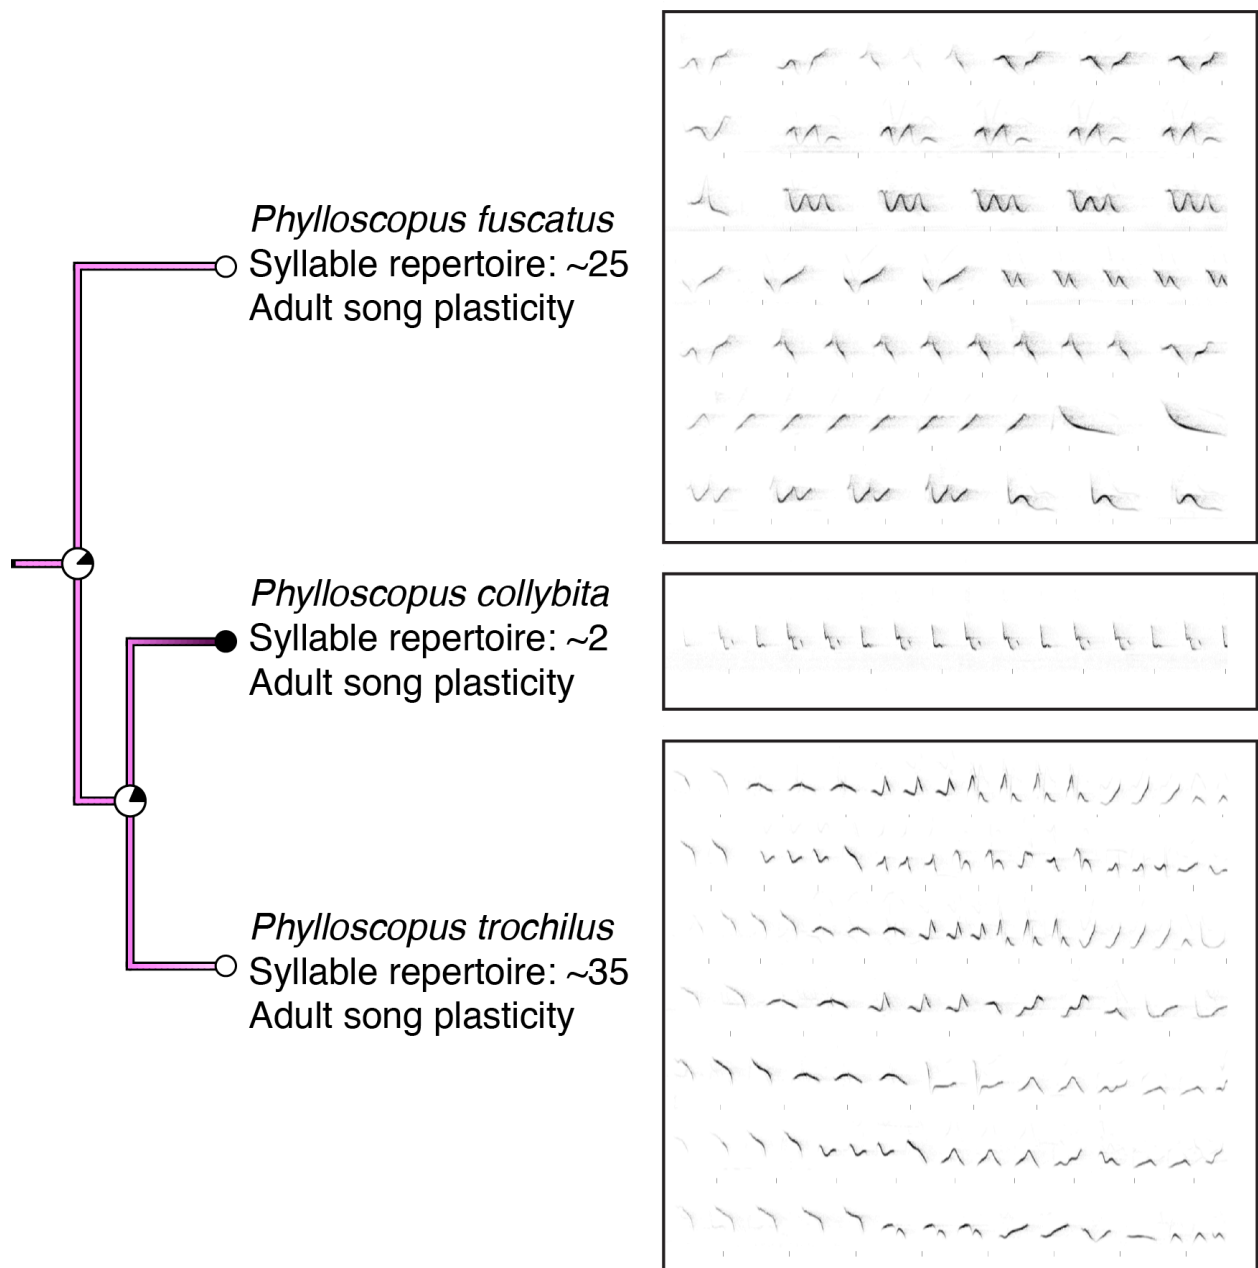 Phylloscopus fuscatus
Syllable repertoire: ~25
Adult song plasticity
Phylloscopus collybita
Syllable repertoire: ~2
Adult song plasticity
Phylloscopus trochilus
Syllable repertoire: ~35
Adult song plasticity